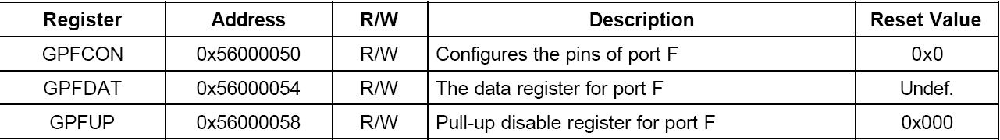 Register Address R/W Description Reset Value
GPFCON 0x56000050 R/W Configures the pins of port F 0x0
GPFDAT 0x56000054 R/W The data register for port F Undef.
GPFUP 0x56000058 R/W Pull-up disable register for port F 0x000